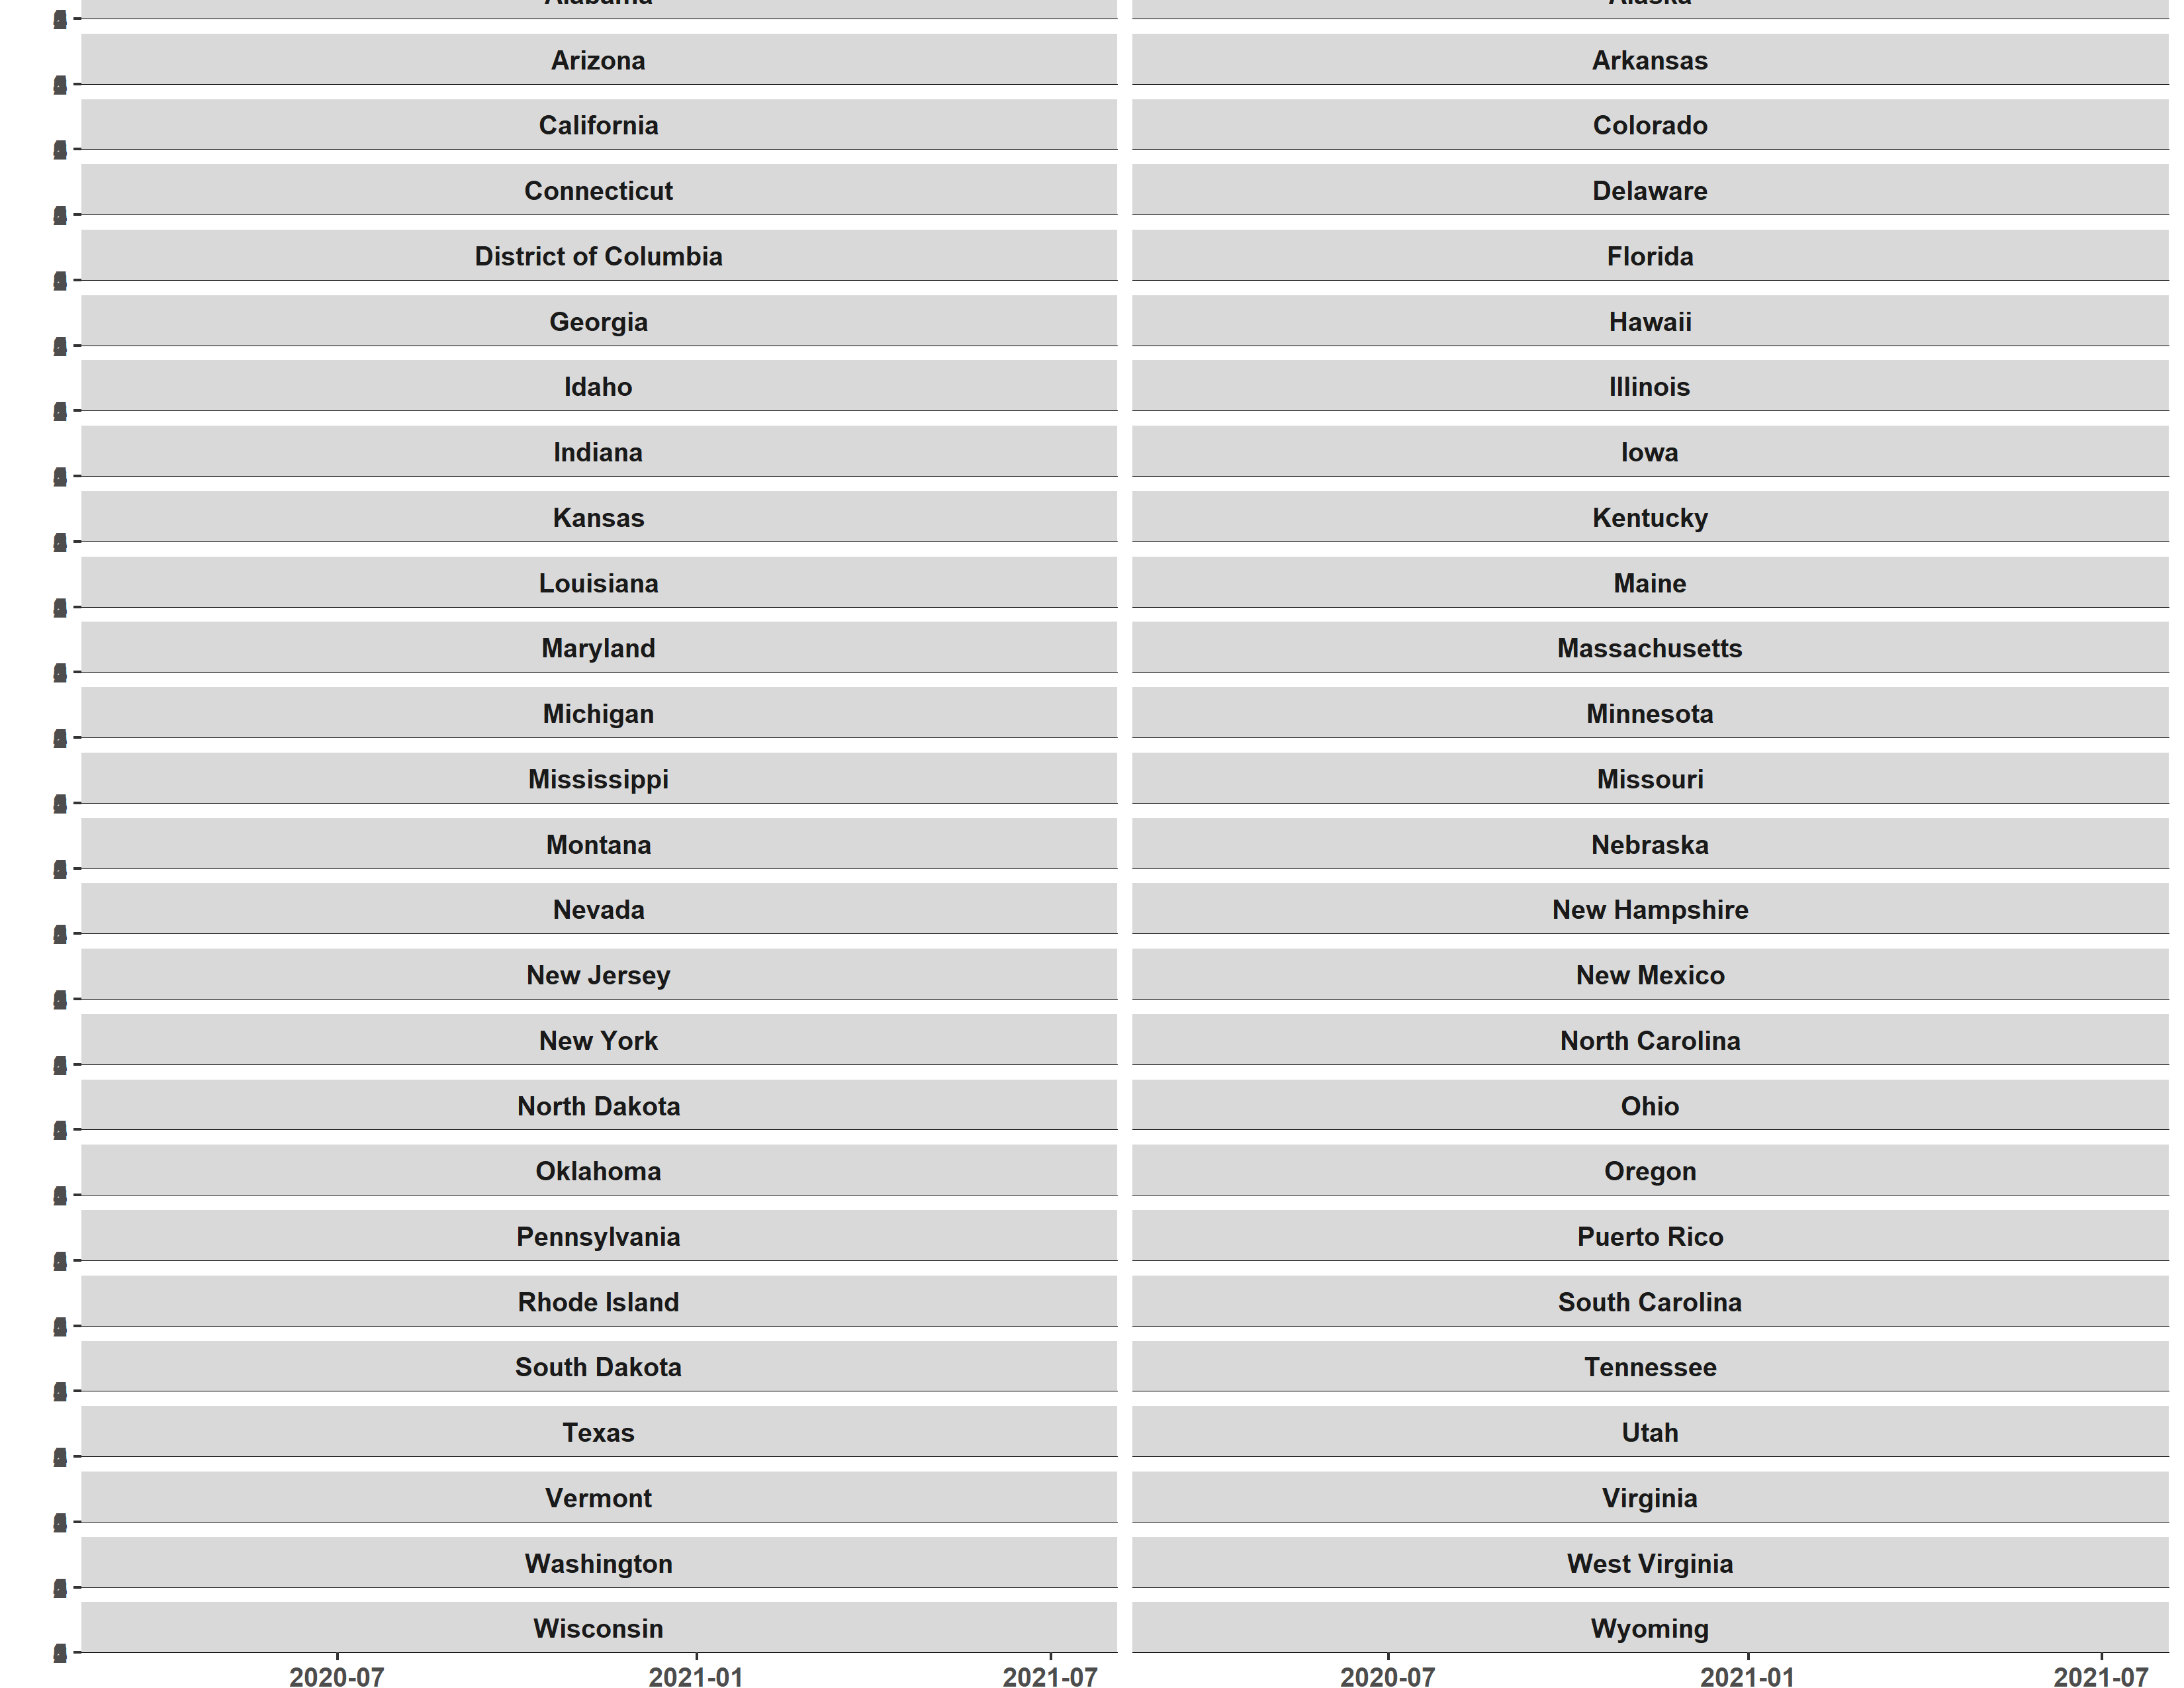 Alabama Alaska
Arizona Arkansas
California Colorado
Connecticut Delaware
District of Columbia Florida
Georgia Hawaii
Idaho Illinois
Indiana Iowa
Kansas Kentucky
Louisiana Maine
Maryland Massachusetts
Michigan Minnesota
Mississippi Missouri
Montana Nebraska
Nevada New Hampshire
New Jersey New Mexico
New York North Carolina
North Dakota Ohio
Oklahoma Oregon
Pennsylvania Puerto Rico
Rhode Island South Carolina
South Dakota Tennessee
Texas Utah
Vermont Virginia
Washington West Virginia
Wisconsin Wyoming
2020-07 2021-01 2021-07 2020-07 2021-01 2021-07